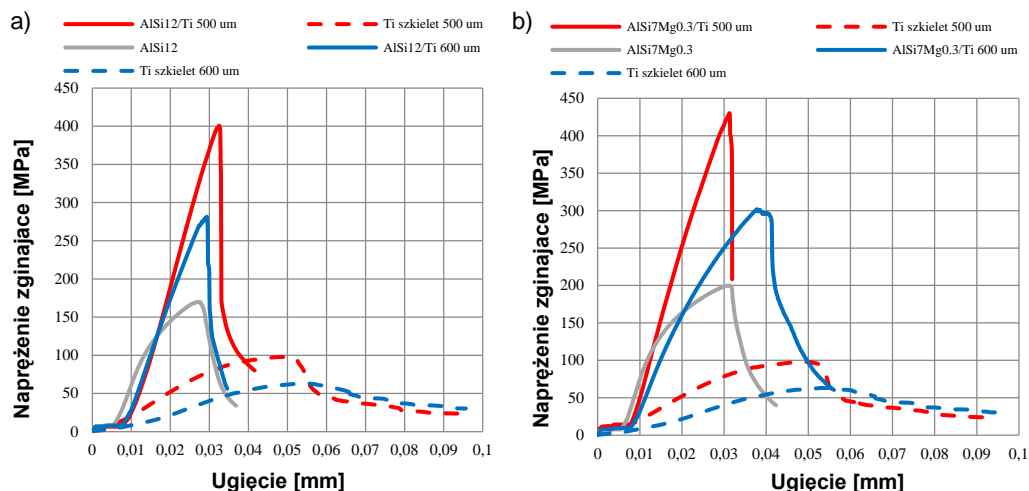 a)
AlSi12/Ti 500 um
Ti szkielet 500 um
AlSi12
AlSi12/Ti 600 um
Ti szkielet 600 um
Naprężenie zginajace [MPa]
450
400
350
300
250
200
150
100
50
0
0 0,01 0,02 0,03 0,04 0,05 0,06 0,07 0,08 0,09 0,1
Ugięcie [mm]
b)
AlSi7Mg0.3/Ti 500 um
Ti szkielet 500 um
AlSi7Mg0.3
AlSi7Mg0.3/Ti 600 um
Ti szkielet 600 um
Naprężenie zginajace [MPa]
450
400
350
300
250
200
150
100
50
0
0 0,01 0,02 0,03 0,04 0,05 0,06 0,07 0,08 0,09 0,1
Ugięcie [mm]